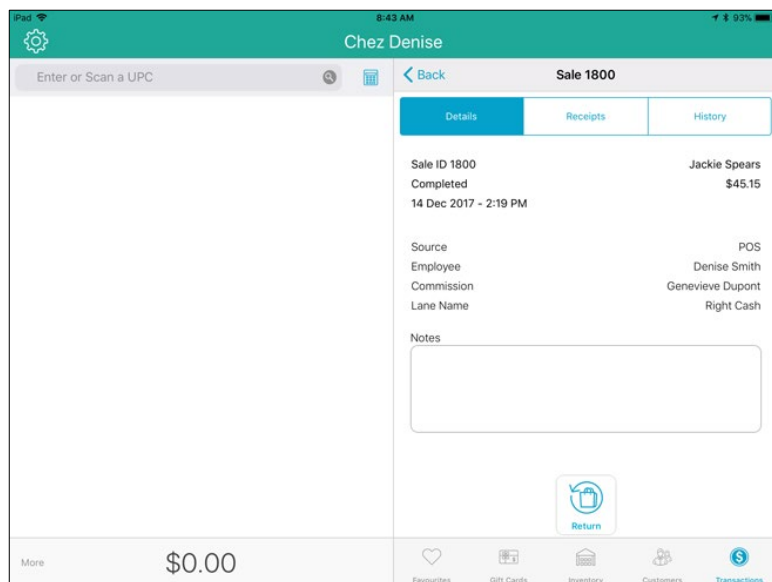 iPad 8:43 AM 93%
Chez Denise
Enter or Scan a UPC
Back Sale 1800
Details Receipts History
Sale ID 1800 Jackie Spears
Completed $45.15
14 Dec 2017 - 2:19 PM
Source POS
Employee Denise Smith
Commission Genevieve Dupont
Lane Name Right Cash
Notes
Return
More $0.00
Favourites Gift Cards Inventory Customers Transactions